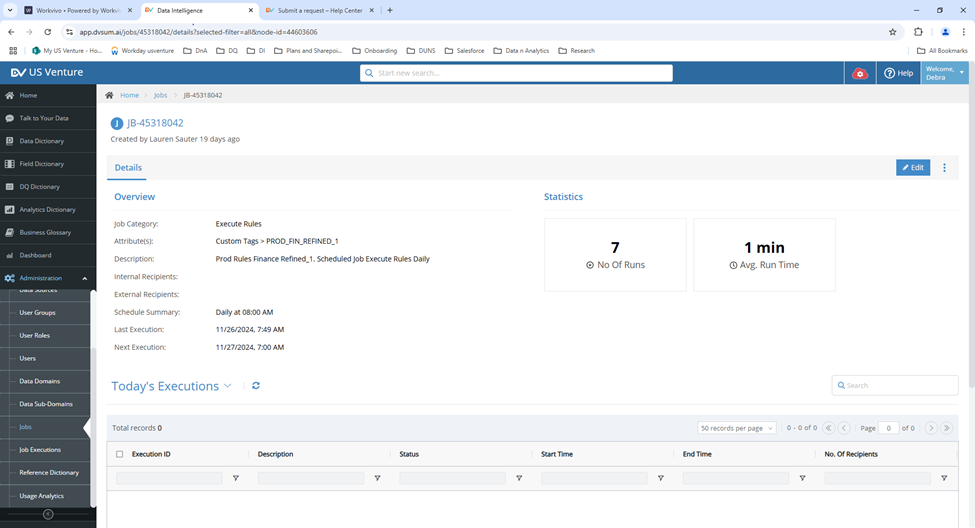 Workvivo • Powered by Workvi
Data Intelligence
Submit a request – Help Center
app.dvsum.ai/jobs/45318042/details?selected-filter=all&node-id=44603606
My US Venture - Ho...
Workday usventure
DnA
DQ
DI
Plans and Sharepoi...
Onboarding
DUNS
Salesforce
Data n Analytics
Research
All Bookmarks
DV US Venture
Start new search...
Help
Welcome,
Debra
Home
Talk to Your Data
Data Dictionary
Field Dictionary
DQ Dictionary
Analytics Dictionary
Business Glossary
Dashboard
Administration
Data Sources
User Groups
User Roles
Users
Data Domains
Data Sub-Domains
Jobs
Job Executions
Reference Dictionary
Usage Analytics
Home > Jobs > JB-45318042
J JB-45318042
Created by Lauren Sauter 19 days ago
Details
Edit
Overview
Job Category: Execute Rules
Attribute(s): Custom Tags > PROD_FIN_REFINED_1
Description: Prod Rules Finance Refined_1. Scheduled Job Execute Rules Daily
Internal Recipients:
External Recipients:
Schedule Summary: Daily at 08:00 AM
Last Execution: 11/26/2024, 7:49 AM
Next Execution: 11/27/2024, 7:00 AM
Statistics
7
No Of Runs
1 min
Avg. Run Time
Today's Executions
Search
Total records 0
50 records per page
0 - 0 of 0
Page 0 of 0
Execution ID Description Status Start Time End Time No. Of Recipients